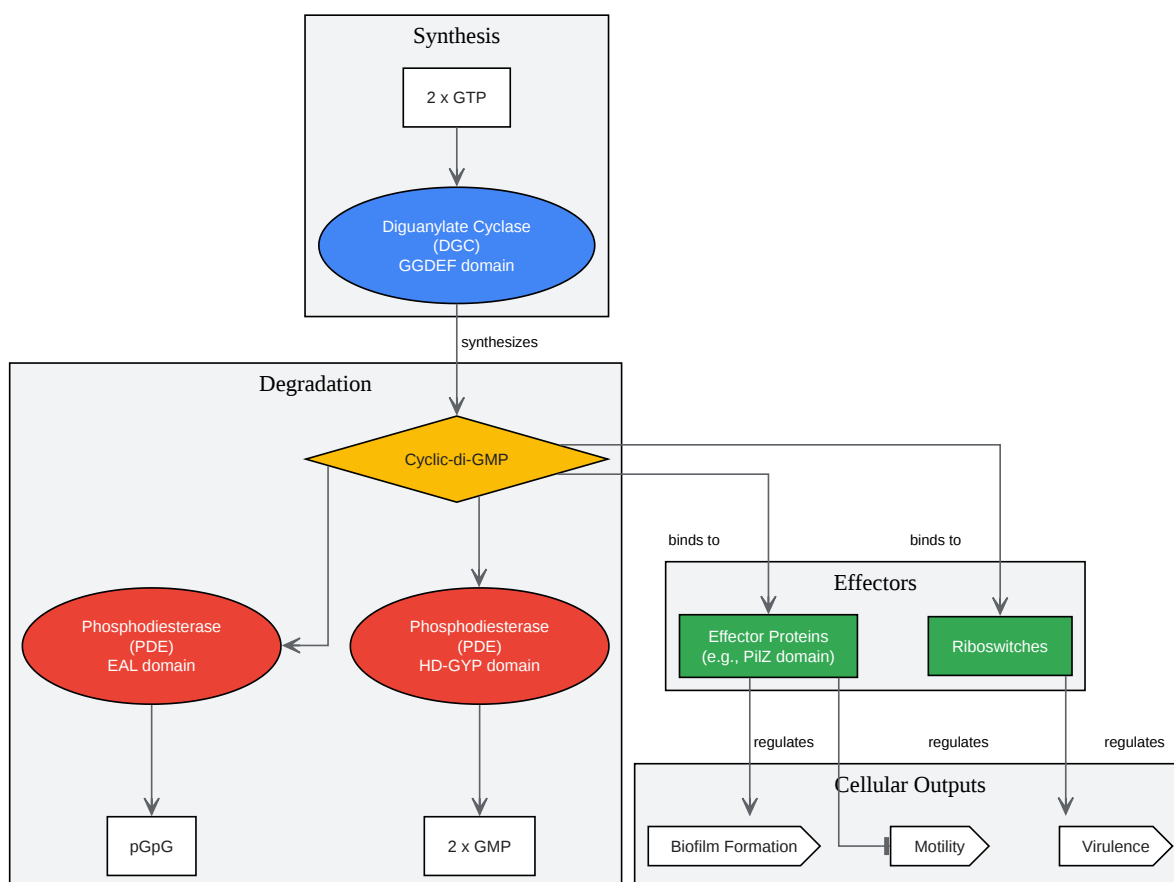 Synthesis
2 x GTP
Diguanylate Cyclase
(DGC)
GGDEF domain
synthesizes
Degradation
Cyclic-di-GMP
binds to
binds to
Effectors
Phosphodiesterase
(PDE)
EAL domain
Phosphodiesterase
(PDE)
HD-GYP domain
Effector Proteins
(e.g., PilZ domain)
Riboswitches
regulates
regulates
regulates
Cellular Outputs
pGpG
2 x GMP
Biofilm Formation
Motility
Virulence